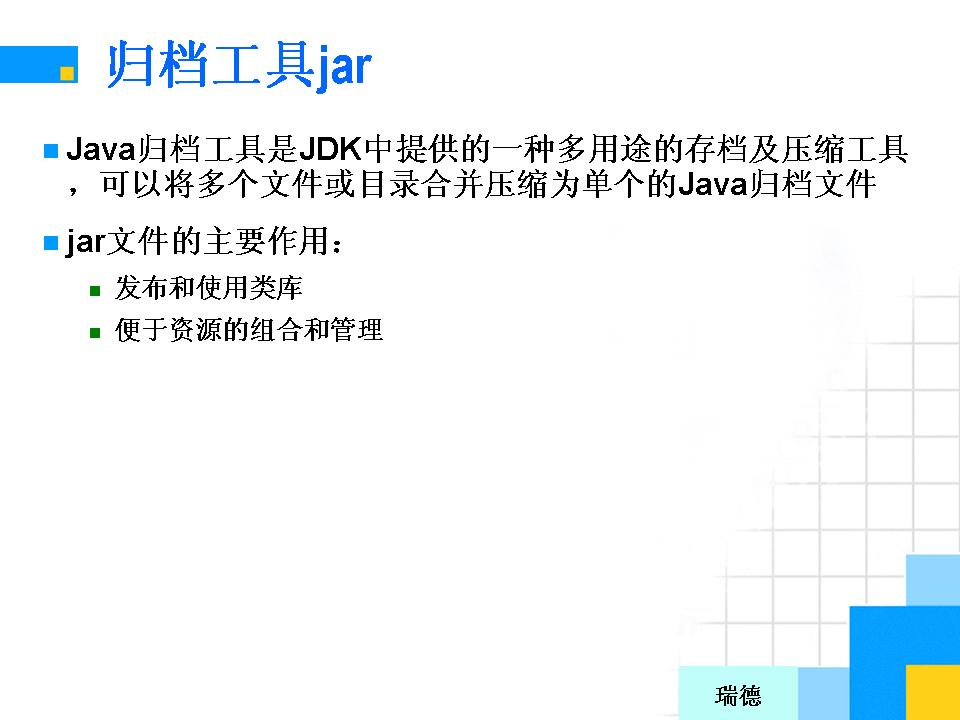 归档工具jar
Java归档工具是JDK中提供的一种多用途的存档及压缩工具
，可以将多个文件或目录合并压缩为单个的Java归档文件
jar文件的主要作用：
发布和使用类库
便于资源的组合和管理
瑞德